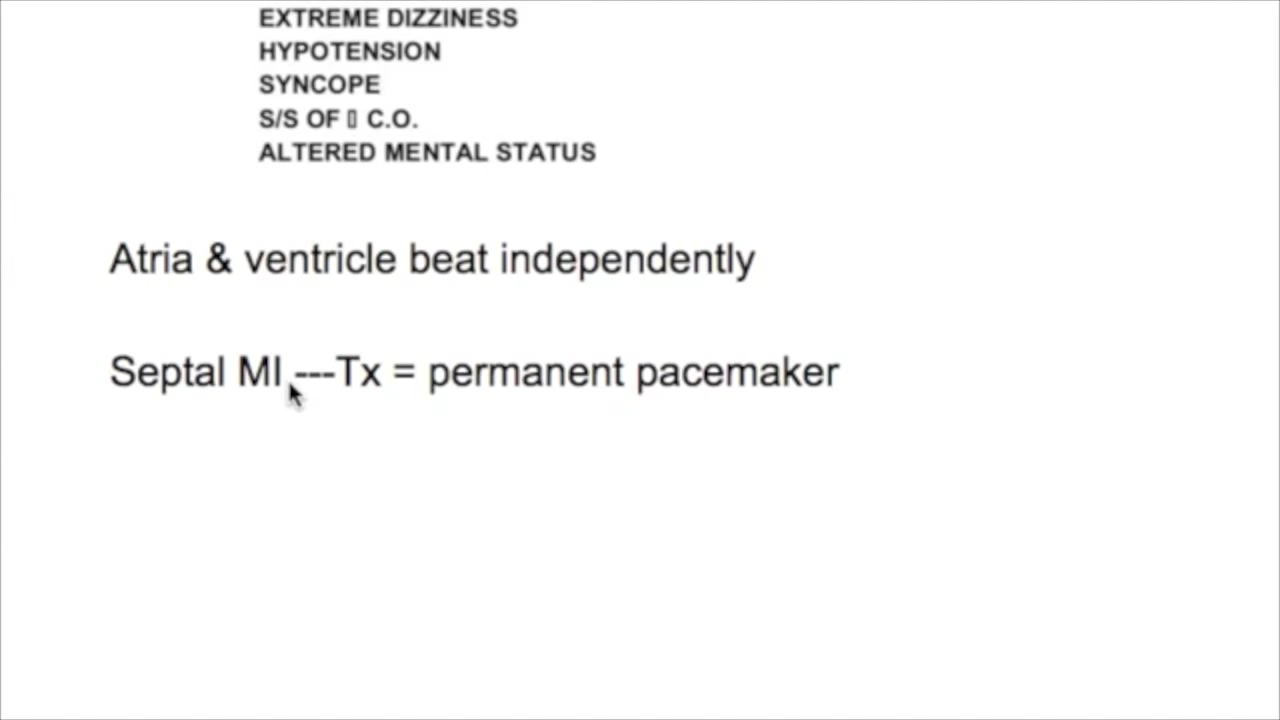 EXTREME DIZZINESS
HYPOTENSION
SYNCOPE
S/S OF ▯ C.O.
ALTERED MENTAL STATUS
Atria & ventricle beat independently
Septal MI ---Tx = permanent pacemaker